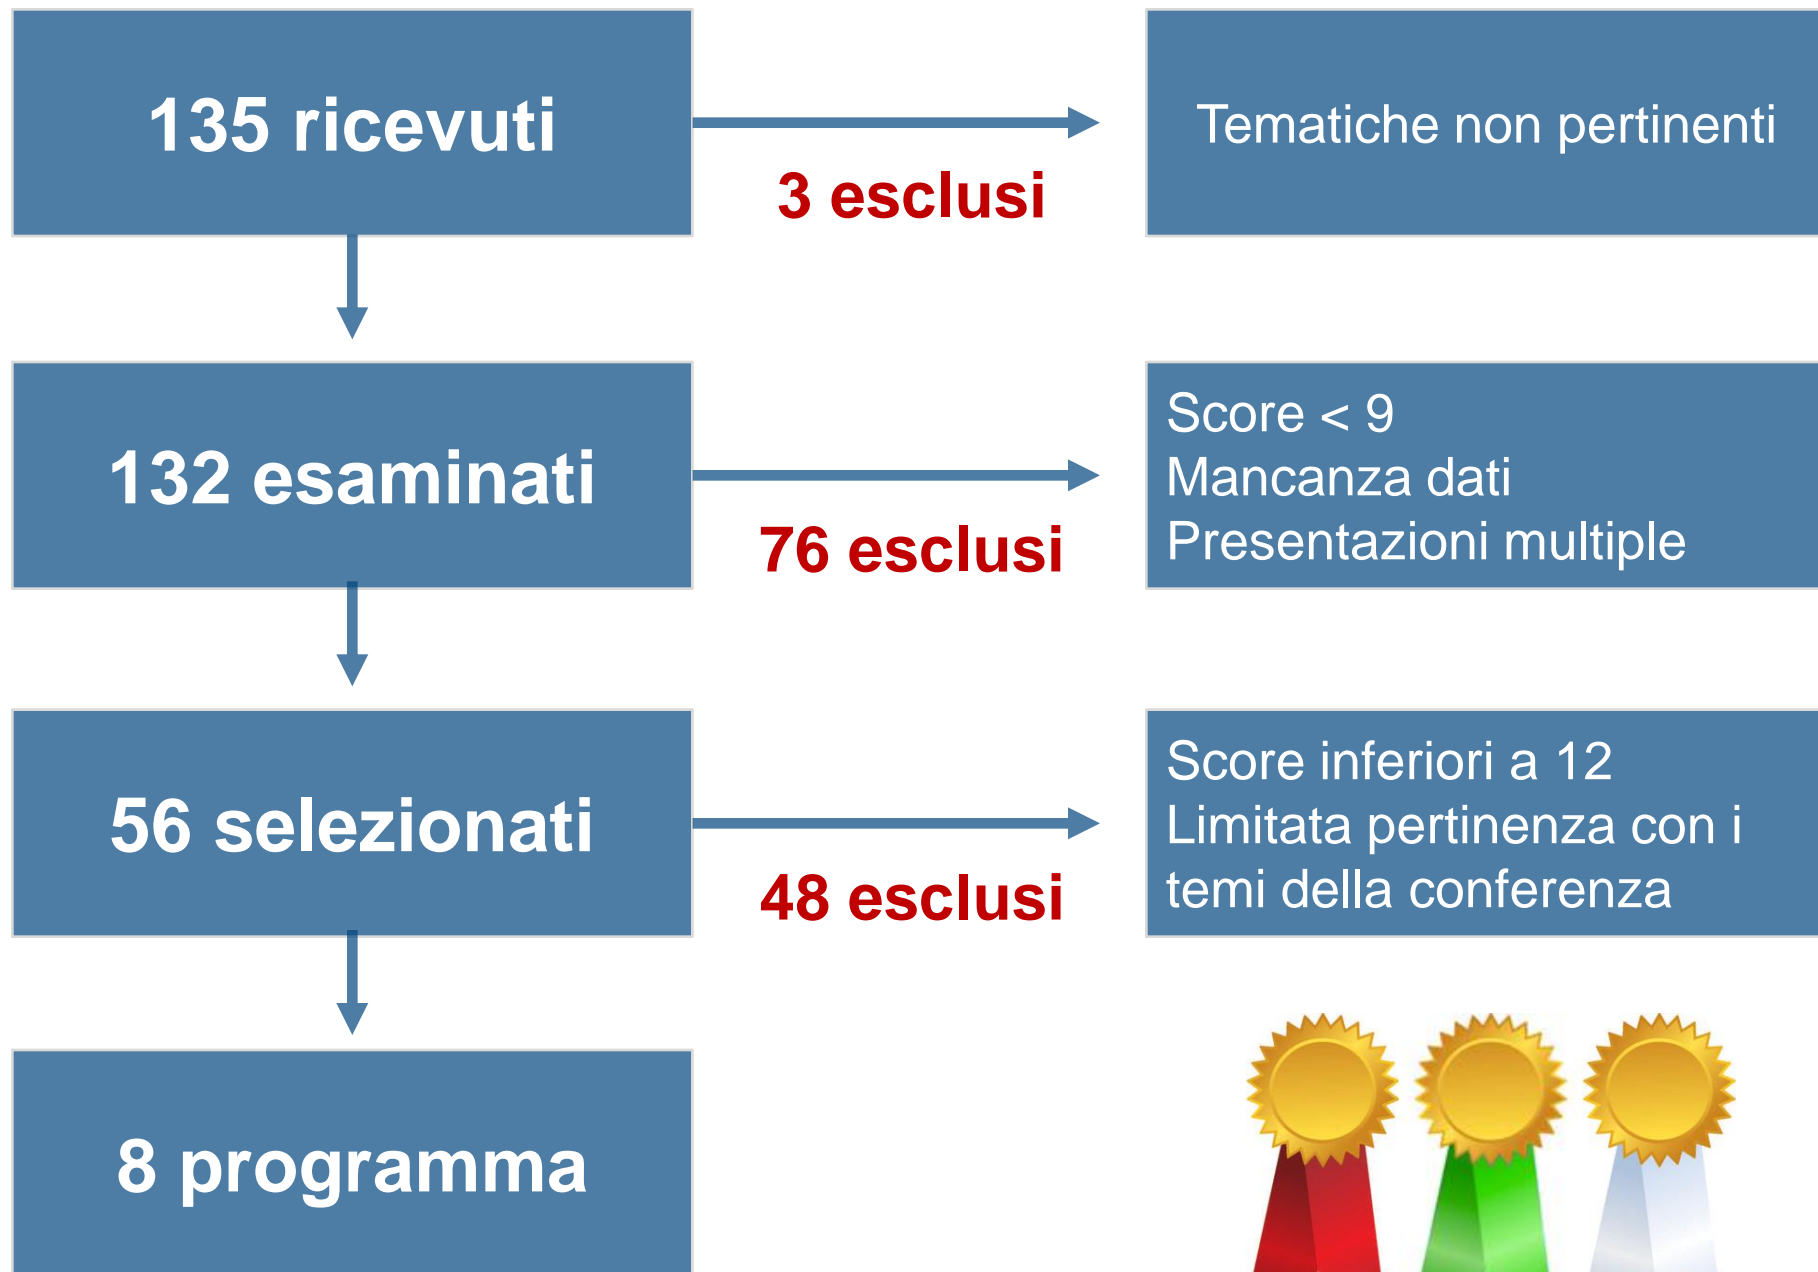 135 ricevuti
3 esclusi
Tematiche non pertinenti
132 esaminati
76 esclusi
Score < 9
Mancanza dati
Presentazioni multiple
56 selezionati
48 esclusi
Score inferiori a 12
Limitata pertinenza con i
temi della conferenza
8 programma